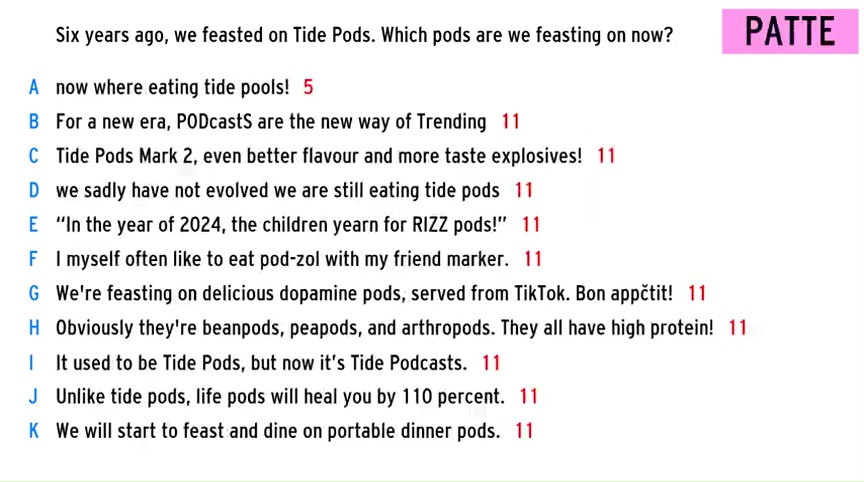 Six years ago, we feasted on Tide Pods. Which pods are we feasting on now?
PATTE
A now where eating tide pools! 5
B For a new era, PODcastS are the new way of Trending 11
C Tide Pods Mark 2, even better flavour and more taste explosives! 11
D we sadly have not evolved we are still eating tide pods 11
E “In the year of 2024, the children yearn for RIZZ pods!” 11
F I myself often like to eat pod-zol with my friend marker. 11
G We're feasting on delicious dopamine pods, served from TikTok. Bon appčtit! 11
H Obviously they're beanpods, peapods, and arthropods. They all have high protein! 11
I It used to be Tide Pods, but now it’s Tide Podcasts. 11
J Unlike tide pods, life pods will heal you by 110 percent. 11
K We will start to feast and dine on portable dinner pods. 11